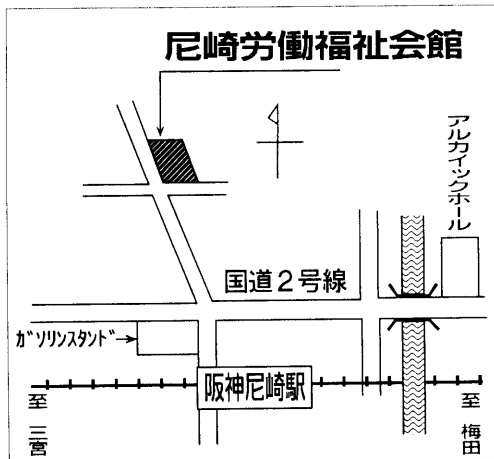 尼崎労働福祉会館
アルカイックホール
国道2号線
ｶﾞｿﾘﾝｽﾀﾝﾄﾞ
阪神尼崎駅
至 三宮
至 梅田